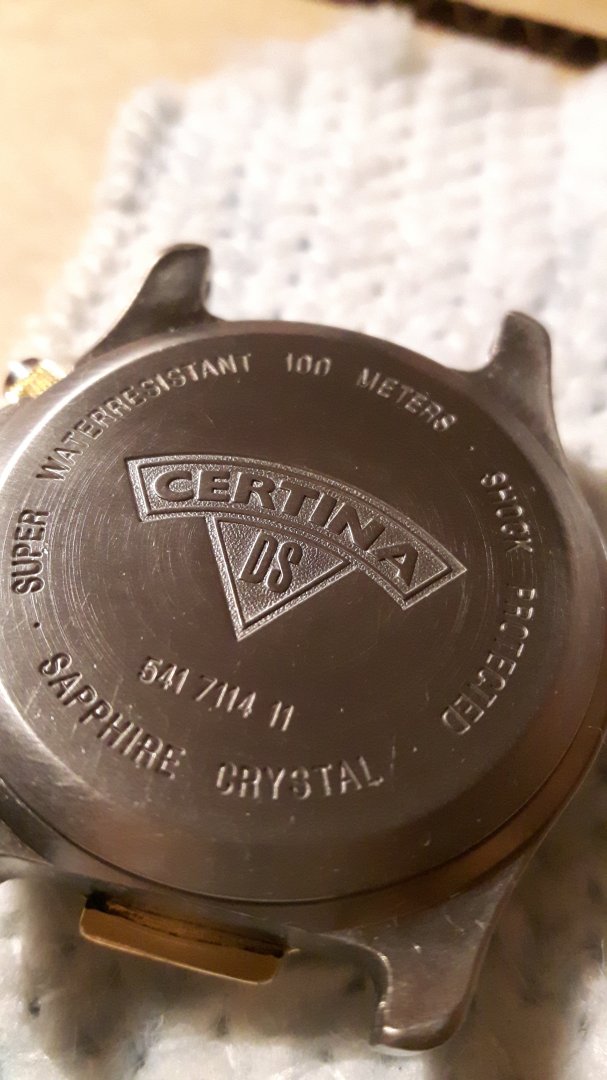 SUPER WATERRESISTANT 100 METERS · SHOCK PROTECTED · SAPPHIRE CRYSTAL ·
CERTINA
DS
541 7114 11